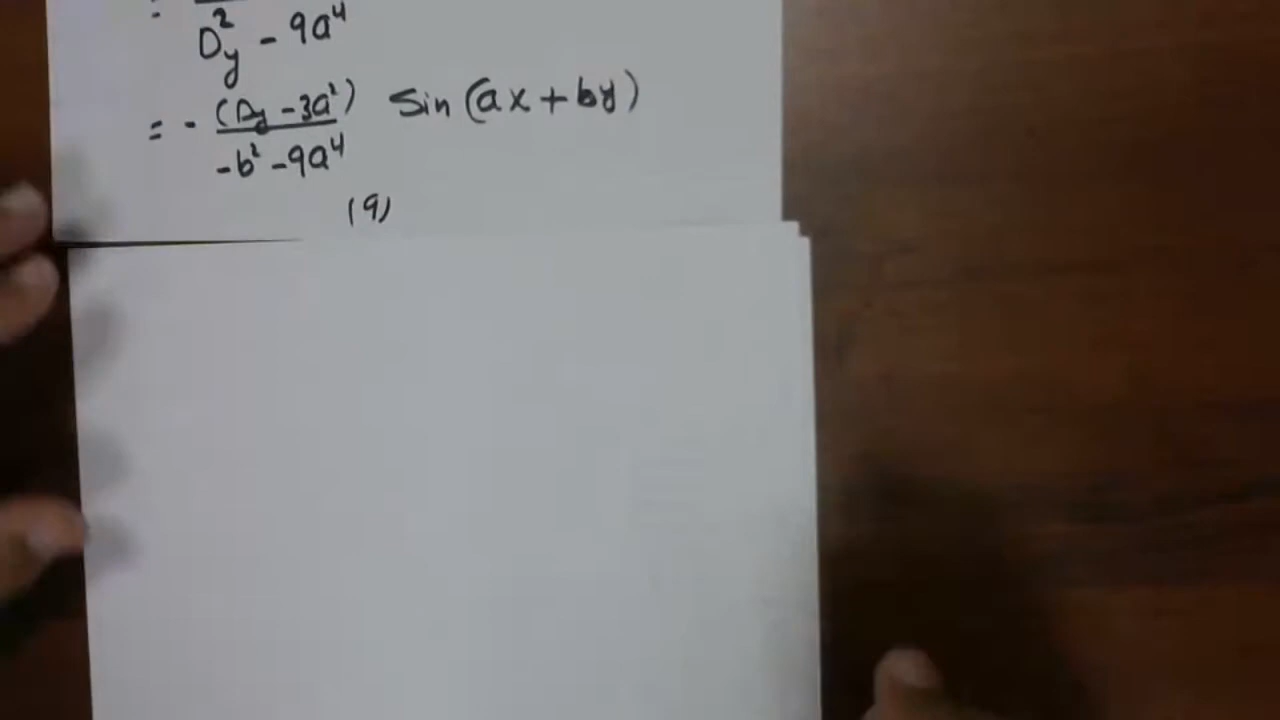 =
D_y^2 - 9a^4
= - (D_y - 3a^2) / (-b^2 - 9a^4) Sin (ax + by)
(9)